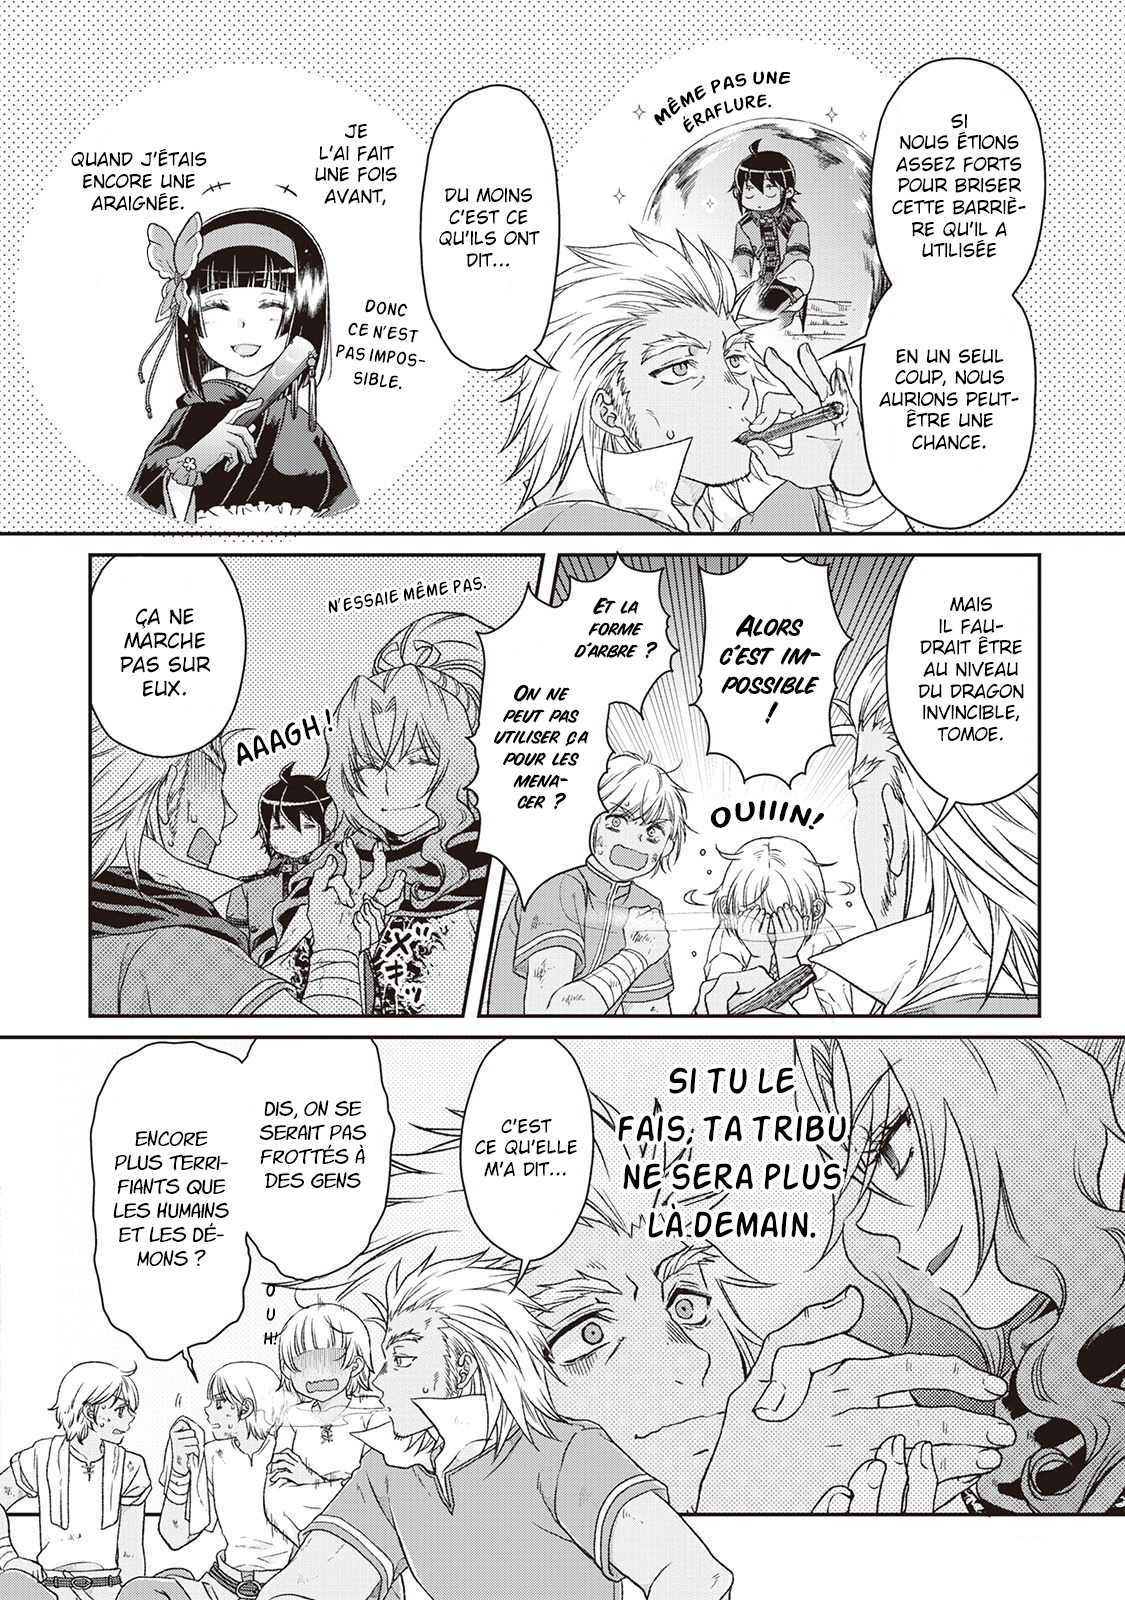 SI
NOUS ÉTIONS
ASSEZ FORTS
POUR BRISER
CETTE BARRIÈ-
RE QU'IL A
UTILISÉE
EN UN SEUL
COUP, NOUS
AURIONS PEUT-
ÊTRE UNE
CHANCE.
MÊME PAS UNE
ÉRAFLURE.
DU MOINS
C'EST CE
QU'ILS ONT
DIT...
JE
L'AI FAIT
UNE FOIS
AVANT,
QUAND J'ÉTAIS
ENCORE UNE
ARAIGNÉE.
DONC
CE N'EST
PAS IMPOS-
SIBLE.
MAIS
IL FAU-
DRAIT ÊTRE
AU NIVEAU
DU DRAGON
INVINCIBLE,
TOMOE.
ALORS
C'EST IM-
POSSIBLE
!
OUIIIN!
ET LA
FORME
D'ARBRE ?
ON NE
PEUT PAS
UTILISER ÇA
POUR LES
MENA-
CER ?
N'ESSAIE MÊME PAS.
AAAGH !
ÇA NE
MARCHE
PAS SUR
EUX.
メキメキ
SI TU LE
FAIS, TA TRIBU
NE SERA PLUS
LÀ DEMAIN.
C'EST
CE QU'ELLE
M'A DIT...
DIS, ON SE
SERAIT PAS
FROTTÉS À
DES GENS
ENCORE
PLUS TERRI-
FIANTS QUE
LES HUMAINS
ET LES DÉ-
MONS ?
OUH!